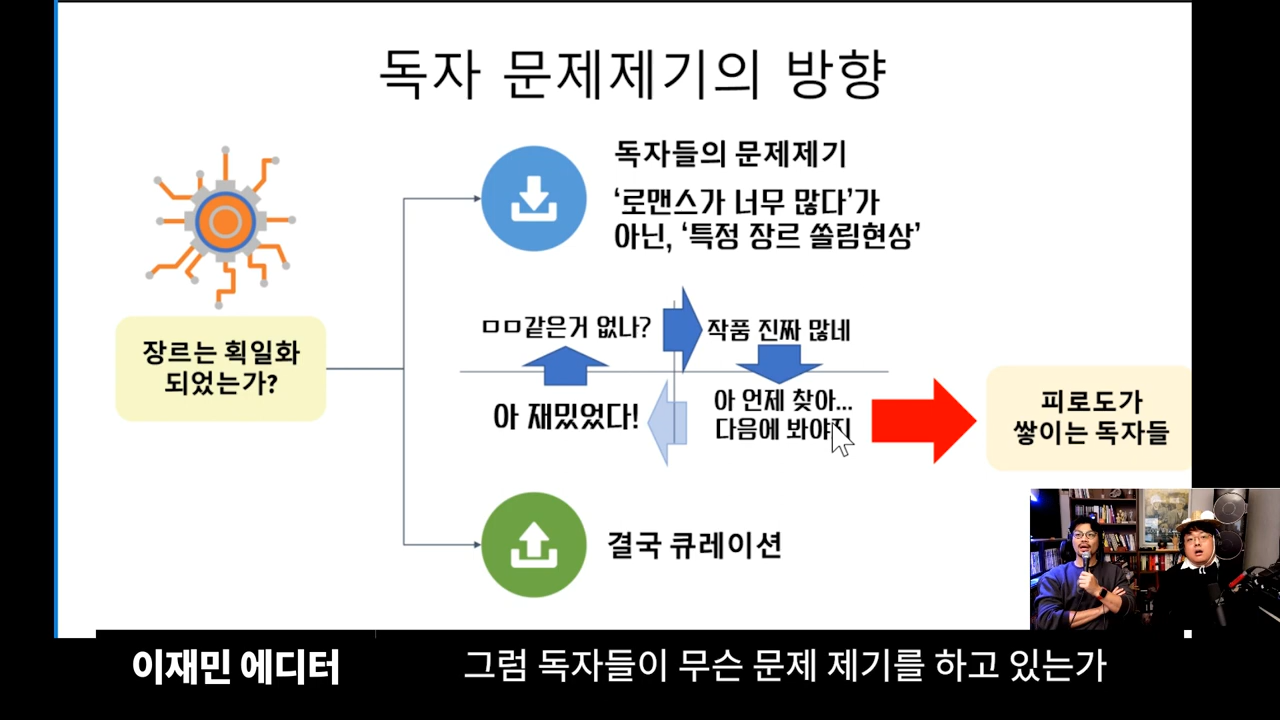 독자 문제제기의 방향
독자들의 문제제기
‘로맨스가 너무 많다’가
아닌, ‘특정 장르 쏠림현상’
장르는 획일화
되었는가?
ㅁㅁ같은거 없나?
작품 진짜 많네
아 재밌었다!
아 언제 찾아...
다음에 봐야지
피로도가
쌓이는 독자들
결국 큐레이션
이재민 에디터
그럼 독자들이 무슨 문제 제기를 하고 있는가